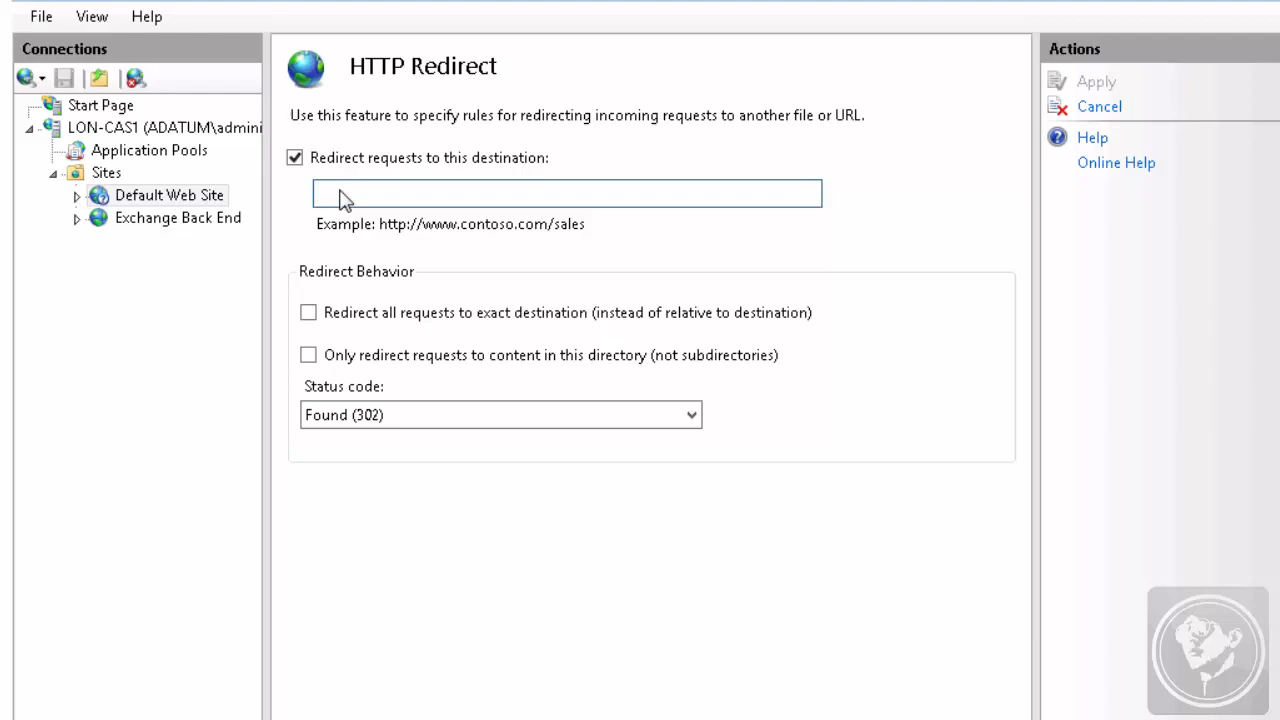 File View Help
Connections
Start Page
LON-CAS1 (ADATUM\admini
Application Pools
Sites
Default Web Site
Exchange Back End
HTTP Redirect
Use this feature to specify rules for redirecting incoming requests to another file or URL.
Redirect requests to this destination:
Example: http://www.contoso.com/sales
Redirect Behavior
Redirect all requests to exact destination (instead of relative to destination)
Only redirect requests to content in this directory (not subdirectories)
Status code:
Found (302)
Actions
Apply
Cancel
Help
Online Help